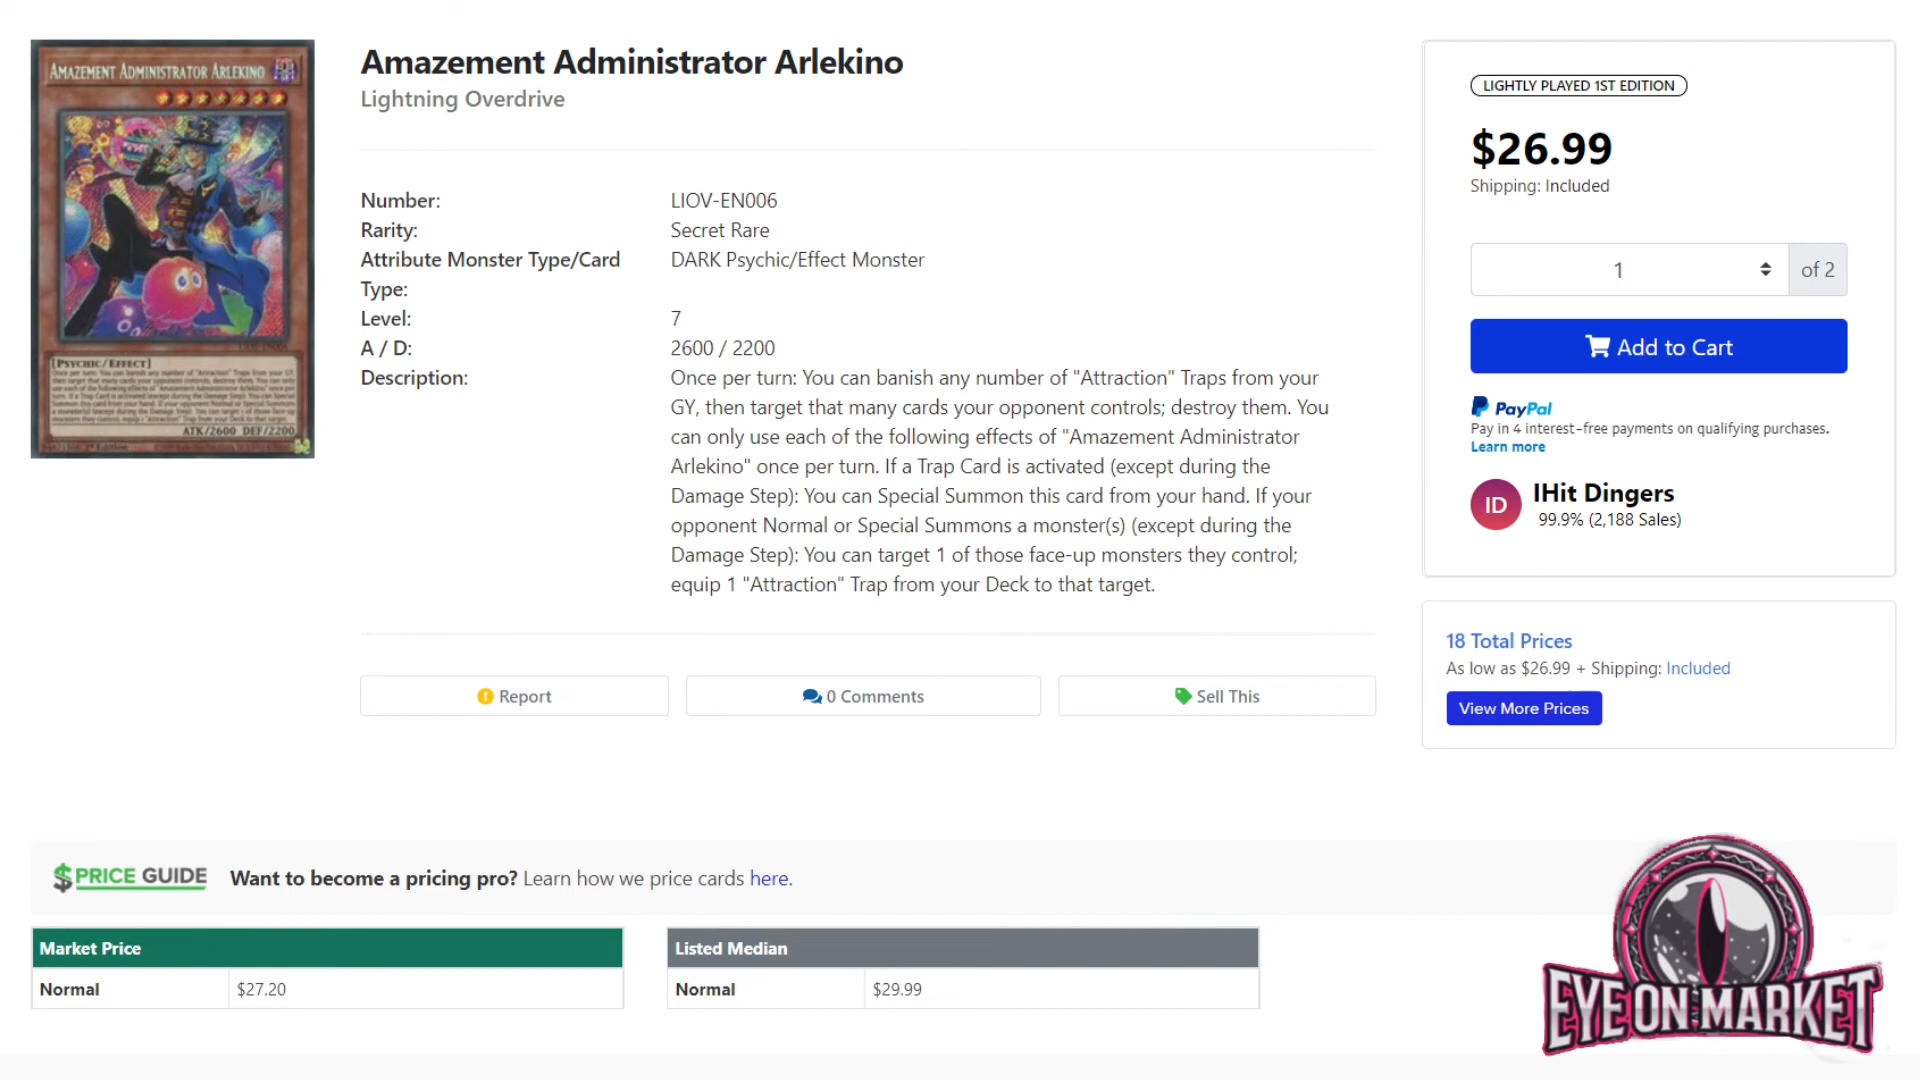 AMAZEMENT ADMINISTRATOR ARLEKINO
[PSYCHIC/EFFECT]
ATK/2600 DEF/2200
Amazement Administrator Arlekino
Lightning Overdrive
Number: LIOV-EN006
Rarity: Secret Rare
Attribute Monster Type/Card Type: DARK Psychic/Effect Monster
Level: 7
A / D: 2600 / 2200
Description: Once per turn: You can banish any number of "Attraction" Traps from your
GY, then target that many cards your opponent controls; destroy them. You
can only use each of the following effects of "Amazement Administrator
Arlekino" once per turn. If a Trap Card is activated (except during the
Damage Step): You can Special Summon this card from your hand. If your
opponent Normal or Special Summons a monster(s) (except during the
Damage Step): You can target 1 of those face-up monsters they control;
equip 1 "Attraction" Trap from your Deck to that target.
Report
0 Comments
Sell This
LIGHTLY PLAYED 1ST EDITION
$26.99
Shipping: Included
1 of 2
Add to Cart
PayPal
Pay in 4 interest-free payments on qualifying purchases.
Learn more
ID
IHit Dingers
99.9% (2,188 Sales)
18 Total Prices
As low as $26.99 + Shipping: Included
View More Prices
$PRICE GUIDE
Want to become a pricing pro? Learn how we price cards here.
Market Price
Normal $27.20
Listed Median
Normal $29.99
EYE ON MARKET